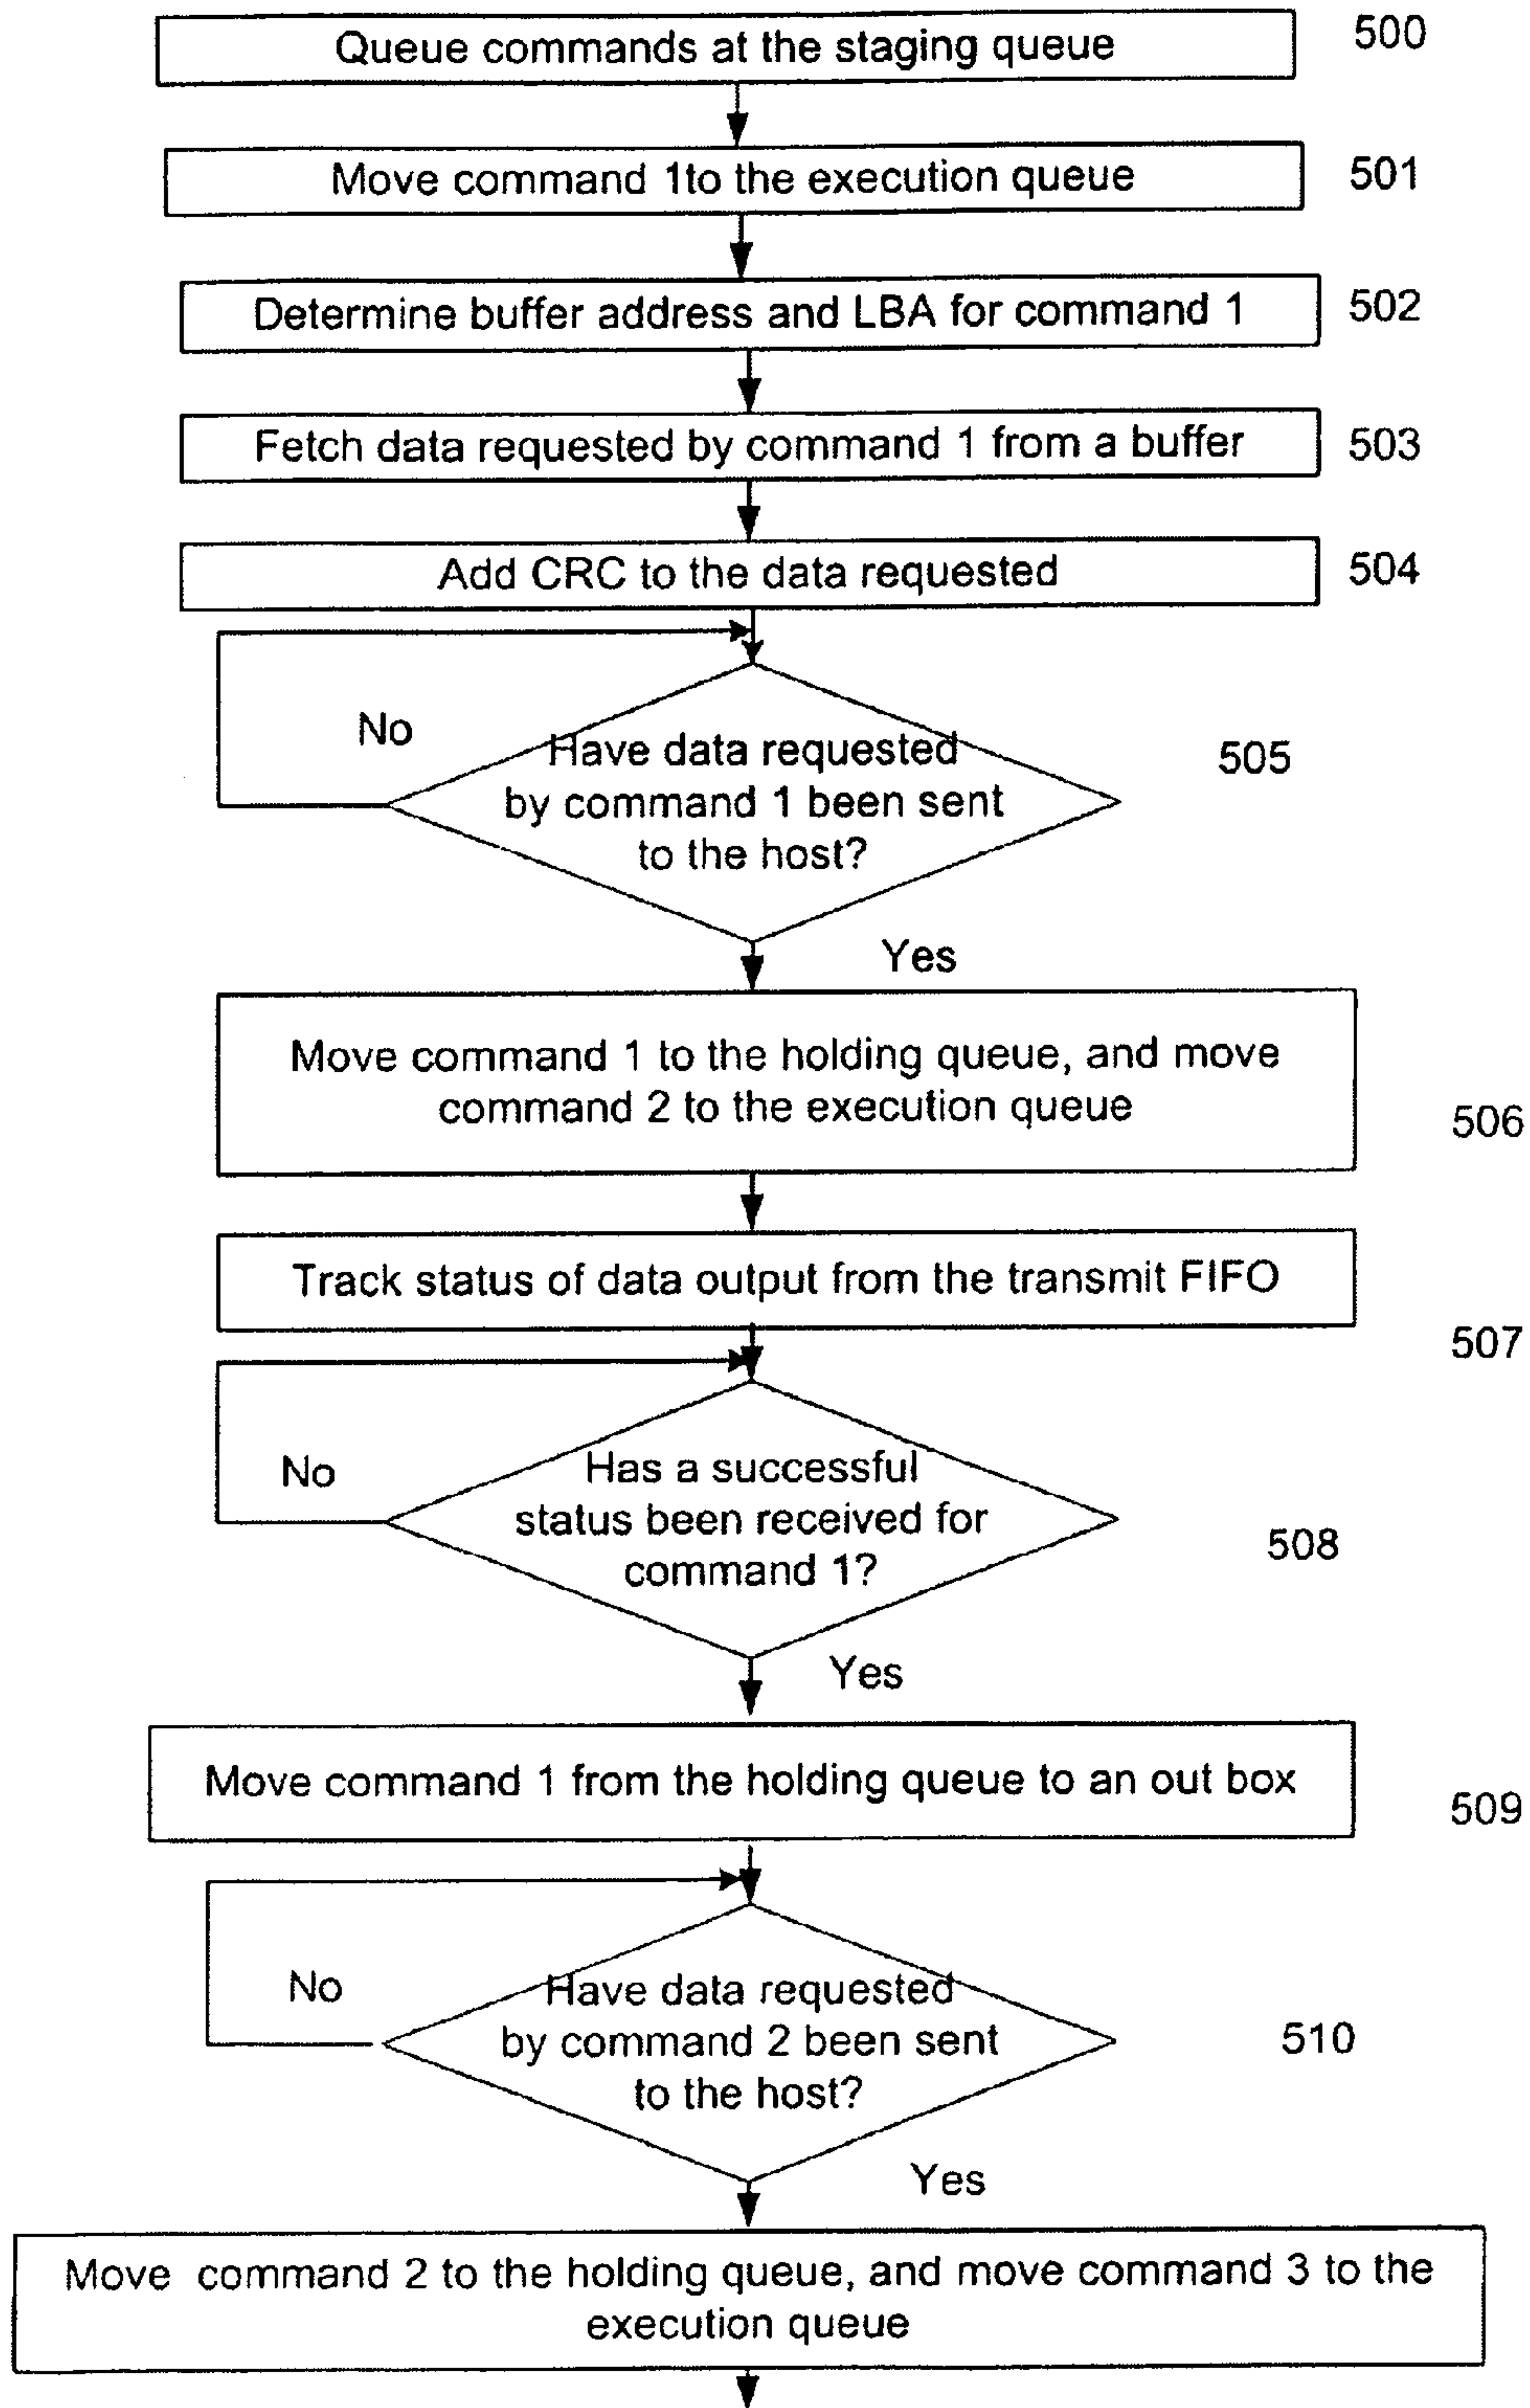 Queue commands at the staging queue
500
Move command 1to the execution queue
501
Determine buffer address and LBA for command 1
502
Fetch data requested by command 1 from a buffer
503
Add CRC to the data requested
504
No
Have data requested
by command 1 been sent
to the host?
505
Yes
Move command 1 to the holding queue, and move
command 2 to the execution queue
506
Track status of data output from the transmit FIFO
507
No
Has a successful
status been received for
command 1?
508
Yes
Move command 1 from the holding queue to an out box
509
No
Have data requested
by command 2 been sent
to the host?
510
Yes
Move command 2 to the holding queue, and move command 3 to the
execution queue